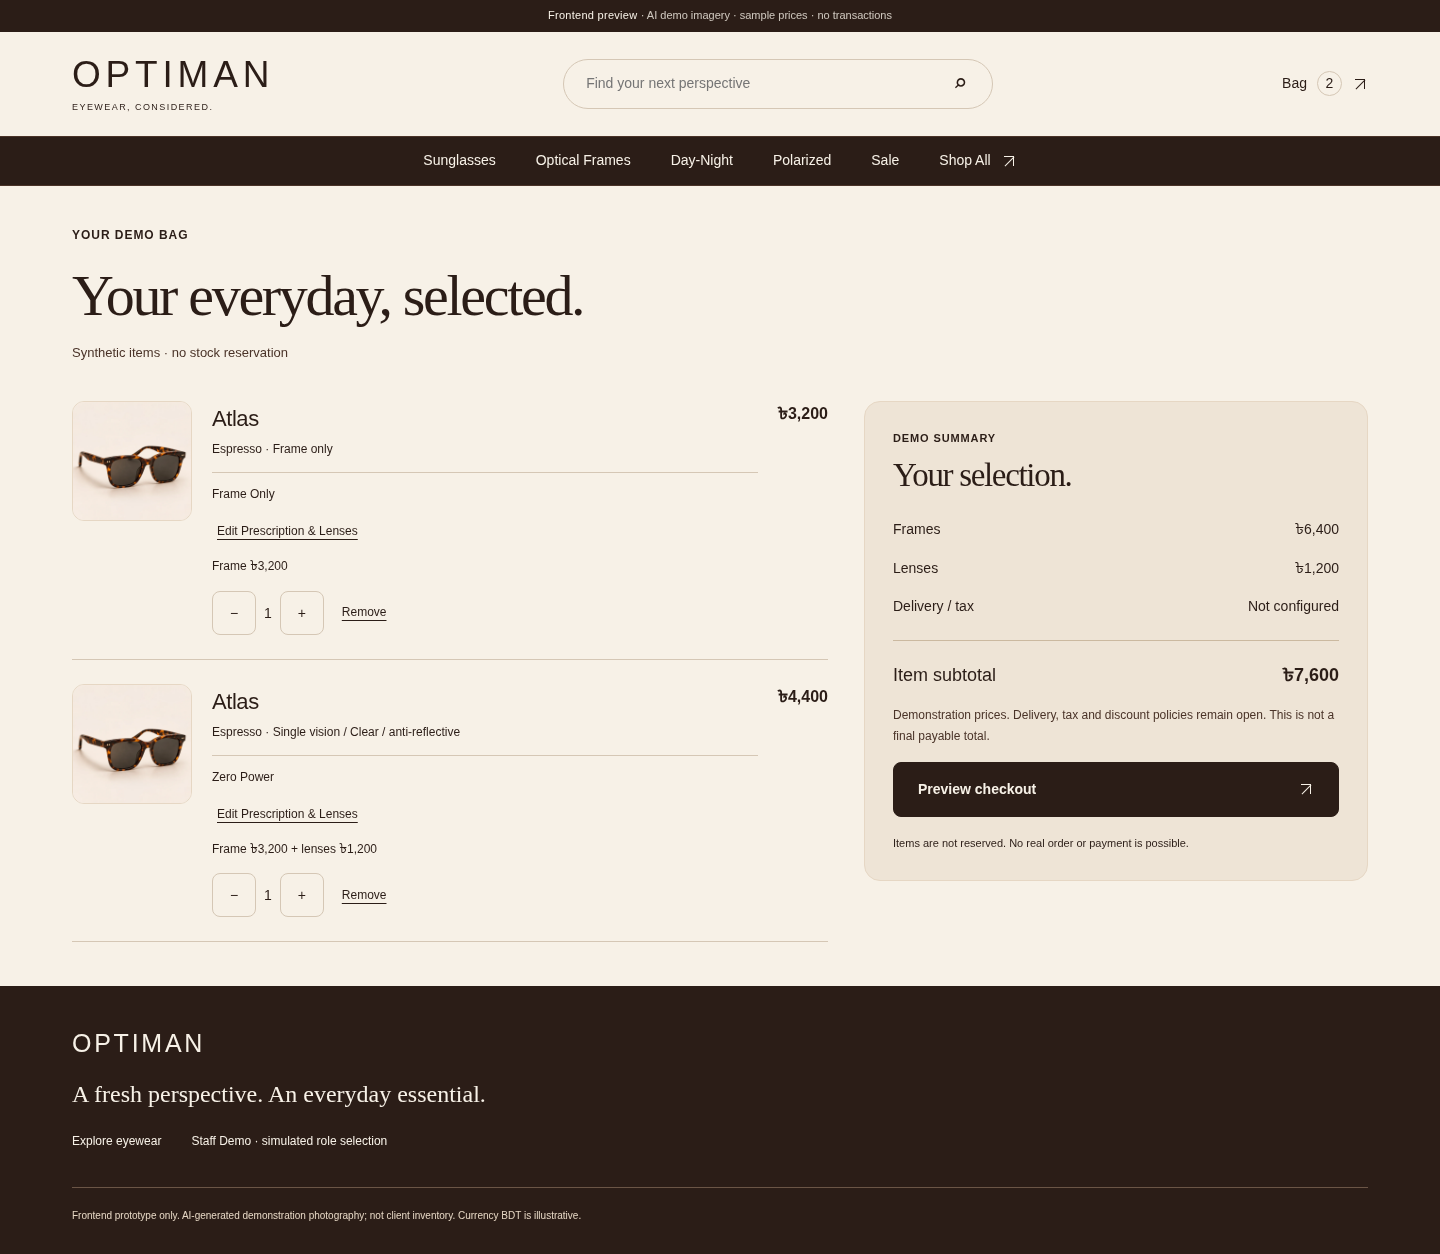 Frontend preview · AI demo imagery · sample prices · no transactions
OPTIMAN
EYEWEAR, CONSIDERED.
Find your next perspective
Bag 2
Sunglasses Optical Frames Day-Night Polarized Sale Shop All
YOUR DEMO BAG
Your everyday, selected.
Synthetic items · no stock reservation
Atlas ৳3,200
Espresso · Frame only
Frame Only
Edit Prescription & Lenses
Frame ৳3,200
− 1 + Remove
Atlas ৳4,400
Espresso · Single vision / Clear / anti-reflective
Zero Power
Edit Prescription & Lenses
Frame ৳3,200 + lenses ৳1,200
− 1 + Remove
DEMO SUMMARY
Your selection.
Frames ৳6,400
Lenses ৳1,200
Delivery / tax Not configured
Item subtotal ৳7,600
Demonstration prices. Delivery, tax and discount policies remain open. This is not a
final payable total.
Preview checkout
Items are not reserved. No real order or payment is possible.
OPTIMAN
A fresh perspective. An everyday essential.
Explore eyewear Staff Demo · simulated role selection
Frontend prototype only. AI-generated demonstration photography; not client inventory. Currency BDT is illustrative.